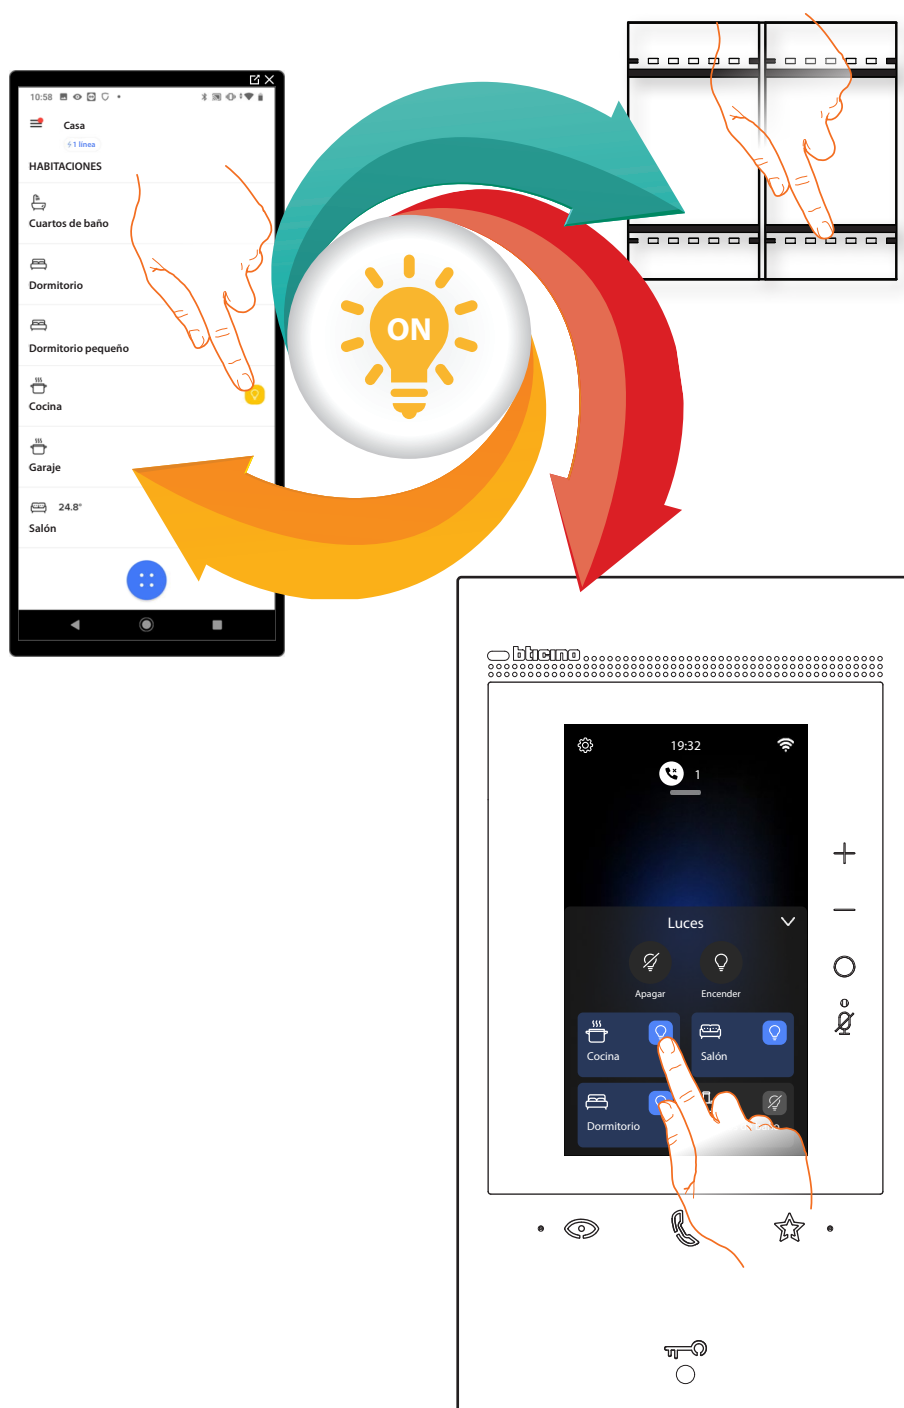 10:58
Casa
1 línea
HABITACIONES
Cuartos de baño
Dormitorio
Dormitorio pequeño
Cocina
Garaje
24.8°
Salón
ON
bticino
19:32
1
Luces
Apagar
Encender
Cocina
Salón
Dormitorio